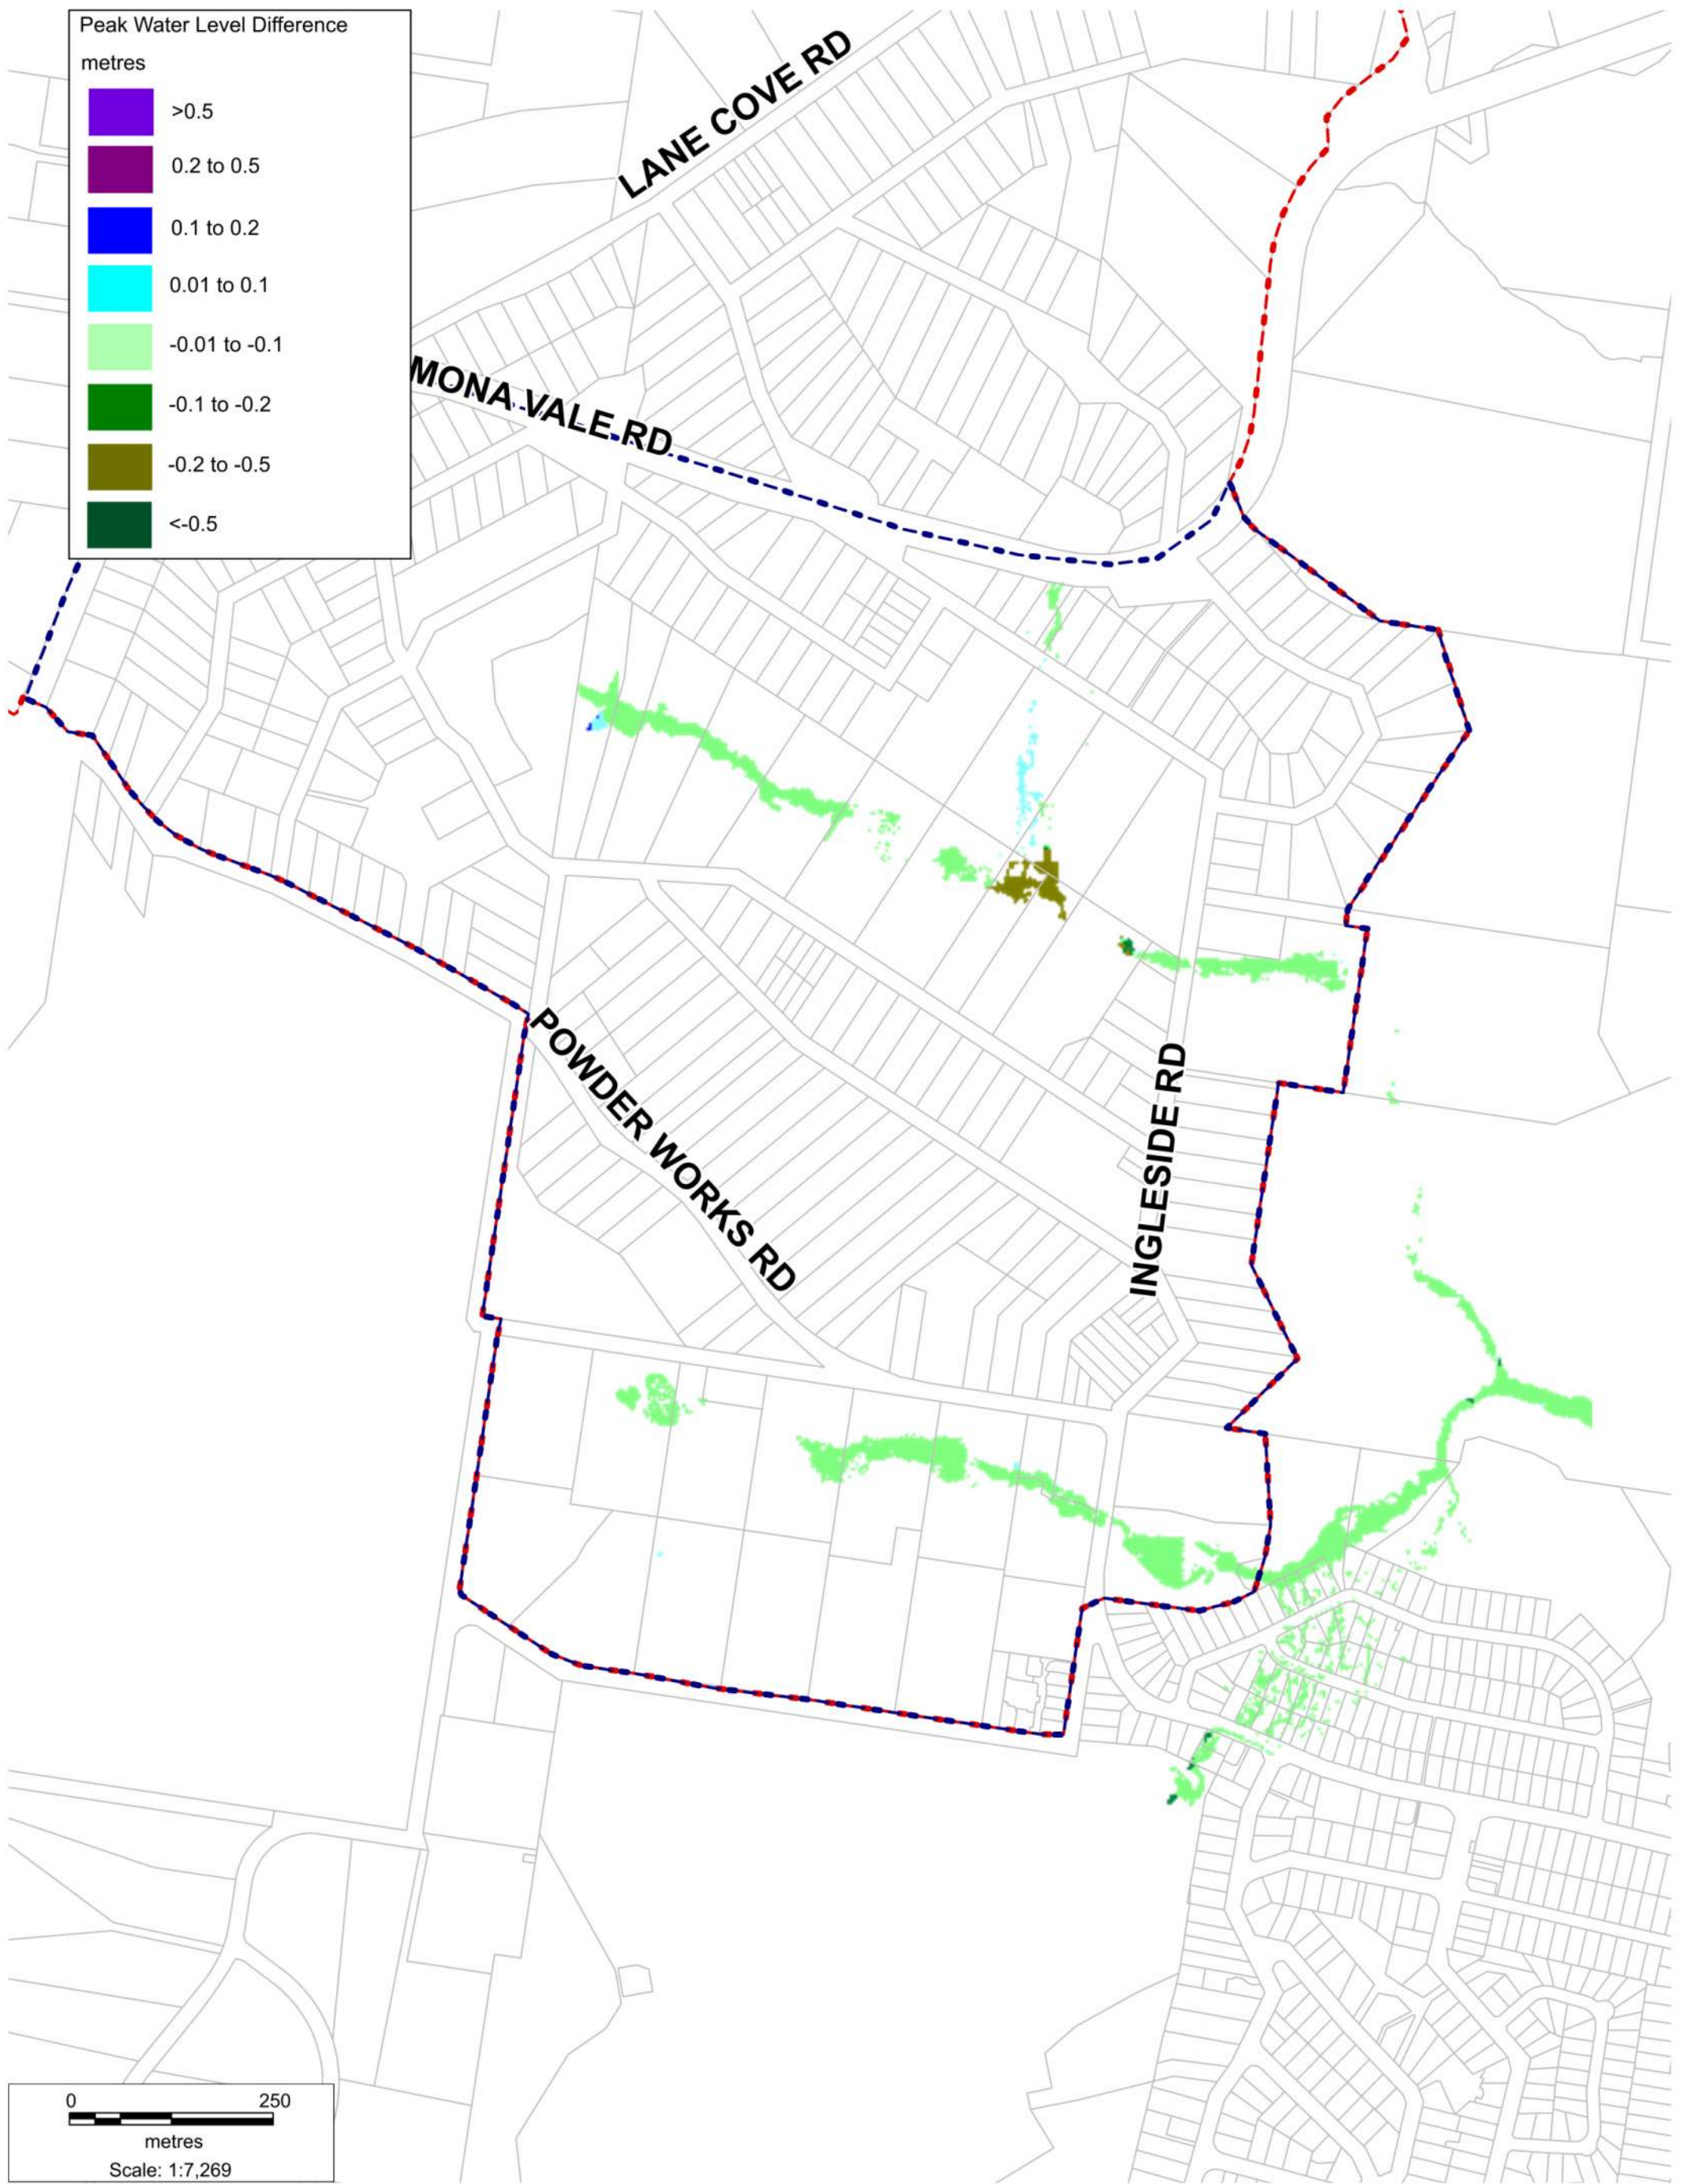 Peak Water Level Difference
metres
>0.5
0.2 to 0.5
0.1 to 0.2
0.01 to 0.1
-0.01 to -0.1
-0.1 to -0.2
-0.2 to -0.5
<-0.5
LANE COVE RD
MONA VALE RD
POWDER WORKS RD
INGLESIDE RD
0 250
metres
Scale: 1:7,269